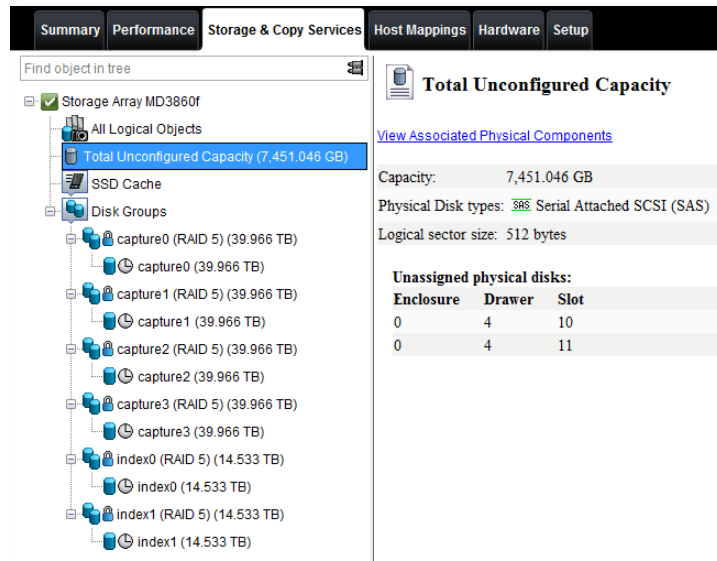 Summary Performance Storage & Copy Services Host Mappings Hardware Setup
Find object in tree
Storage Array MD3860f
All Logical Objects
Total Unconfigured Capacity (7,451.046 GB)
SSD Cache
Disk Groups
capture0 (RAID 5) (39.966 TB)
capture0 (39.966 TB)
capture1 (RAID 5) (39.966 TB)
capture1 (39.966 TB)
capture2 (RAID 5) (39.966 TB)
capture2 (39.966 TB)
capture3 (RAID 5) (39.966 TB)
capture3 (39.966 TB)
index0 (RAID 5) (14.533 TB)
index0 (14.533 TB)
index1 (RAID 5) (14.533 TB)
index1 (14.533 TB)
Total Unconfigured Capacity
View Associated Physical Components
Capacity: 7,451.046 GB
Physical Disk types: SAS Serial Attached SCSI (SAS)
Logical sector size: 512 bytes
Unassigned physical disks:
Enclosure Drawer Slot
0 4 10
0 4 11